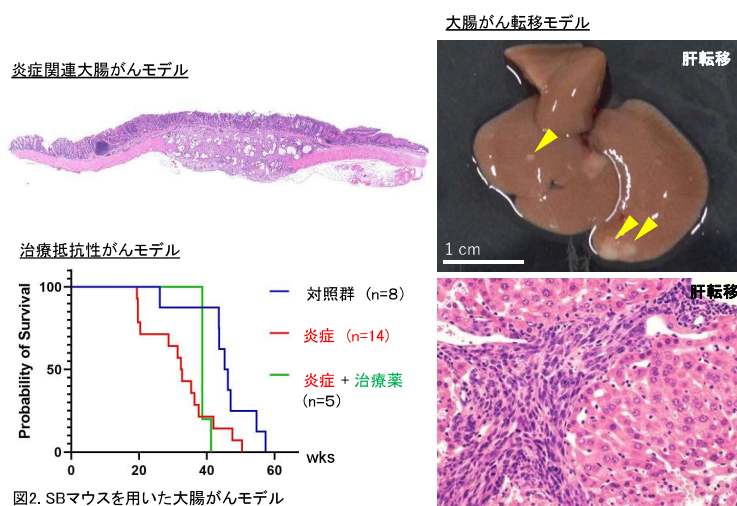 炎症関連大腸がんモデル
大腸がん転移モデル
肝転移
1 cm
肝転移
治療抵抗性がんモデル
Probability of Survival
100
50
0
0
20
40
60
wks
対照群 (n=8)
炎症 (n=14)
炎症 + 治療薬
(n=5)
図2. SBマウスを用いた大腸がんモデル